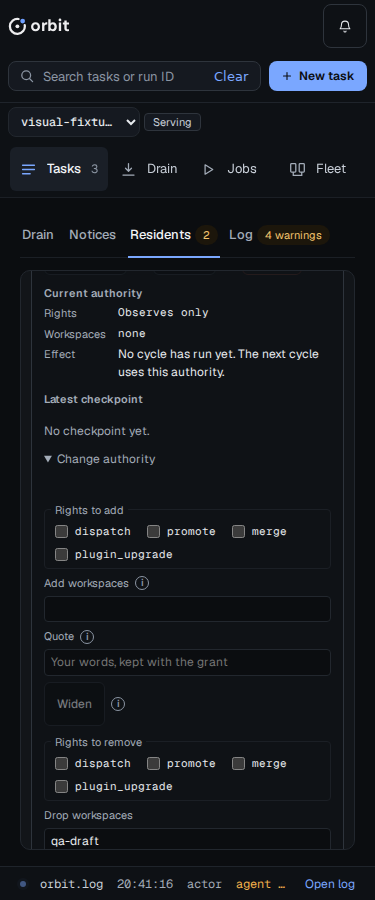 orbit
Search tasks or run ID Clear
+ New task
visual-fixtu… Serving
Tasks 3 Drain Jobs Fleet
Drain Notices Residents 2 Log 4 warnings
Current authority
Rights Observes only
Workspaces none
Effect No cycle has run yet. The next cycle
uses this authority.
Latest checkpoint
No checkpoint yet.
▼ Change authority
Rights to add
dispatch promote merge
plugin_upgrade
Add workspaces i
Quote i
Your words, kept with the grant
Widen i
Rights to remove
dispatch promote merge
plugin_upgrade
Drop workspaces
qa-draft
orbit.log 20:41:16 actor agent … Open log